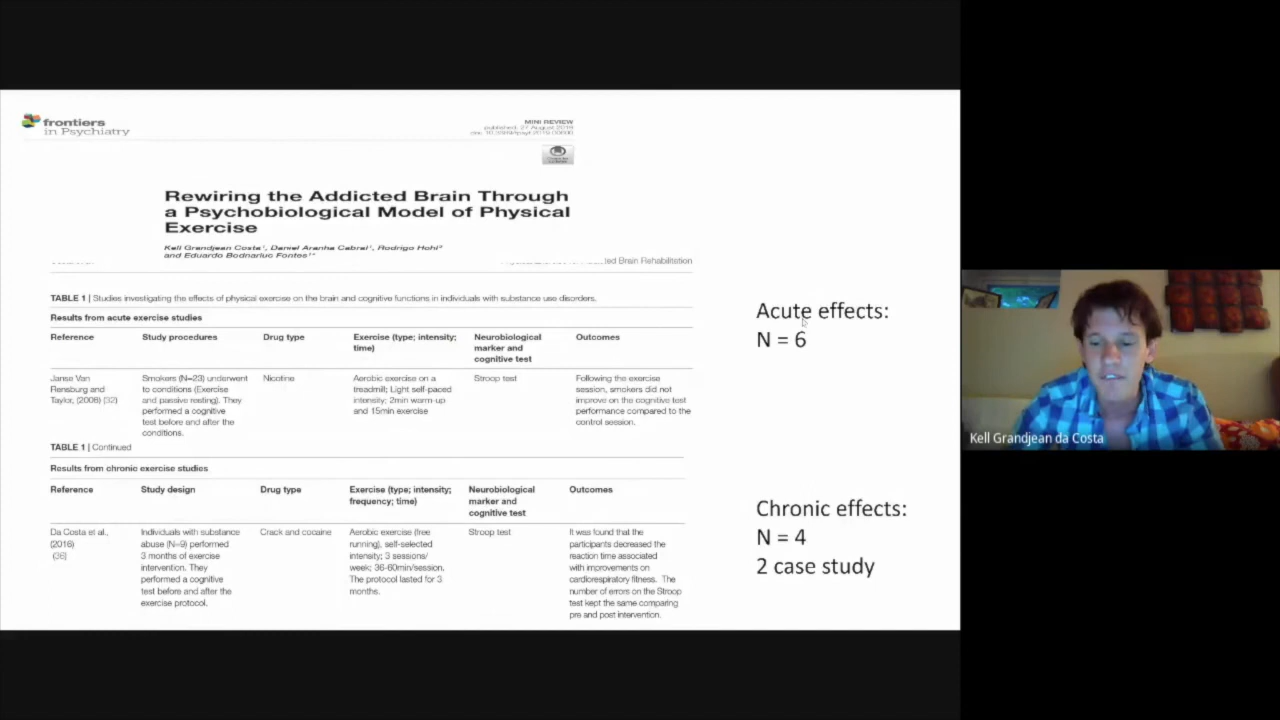 frontiers
in Psychiatry
MINI REVIEW
published: 27 August 2019
Rewiring the Addicted Brain Through
a Psychobiological Model of Physical
Exercise
Kell Grandjean Costa¹, Daniel Aranha Cabral¹, Rodrigo Hohl²
and Eduardo Bodnariuc Fontes¹*
Brain Rehabilitation
TABLE 1 | Studies investigating the effects of physical exercise on the brain and cognitive functions in individuals with substance use disorders.
Results from acute exercise studies
Reference Study procedures Drug type Exercise (type; intensity; Neurobiological Outcomes
time) marker and
cognitive test
Janse Van Smokers (N=23) underwent Nicotine Aerobic exercise on a Stroop test Following the exercise
Rensburg and to conditions (Exercise treadmill; Light self-paced session, smokers did not
Taylor, (2008) (32) and passive resting). They intensity; 2min warm-up improve on the cognitive test
performed a cognitive and 15min exercise performance compared to the
test before and after the control session.
conditions.
TABLE 1 | Continued
Results from chronic exercise studies
Reference Study design Drug type Exercise (type; intensity; Neurobiological Outcomes
frequency; time) marker and
cognitive test
Da Costa et al., Individuals with substance Crack and cocaine Aerobic exercise (free Stroop test It was found that the
(2016) abuse (N=9) performed running), self-selected participants decreased the
(36) 3 months of exercise intensity; 3 sessions/ reaction time associated
intervention. They week; 36-60min/session. with improvements on
performed a cognitive The protocol lasted for 3 cardiorespiratory fitness. The
test before and after the months. number of errors on the Stroop
exercise protocol. test kept the same comparing
pre and post intervention.
Acute effects:
N = 6
Chronic effects:
N = 4
2 case study
Kell Grandjean da Costa